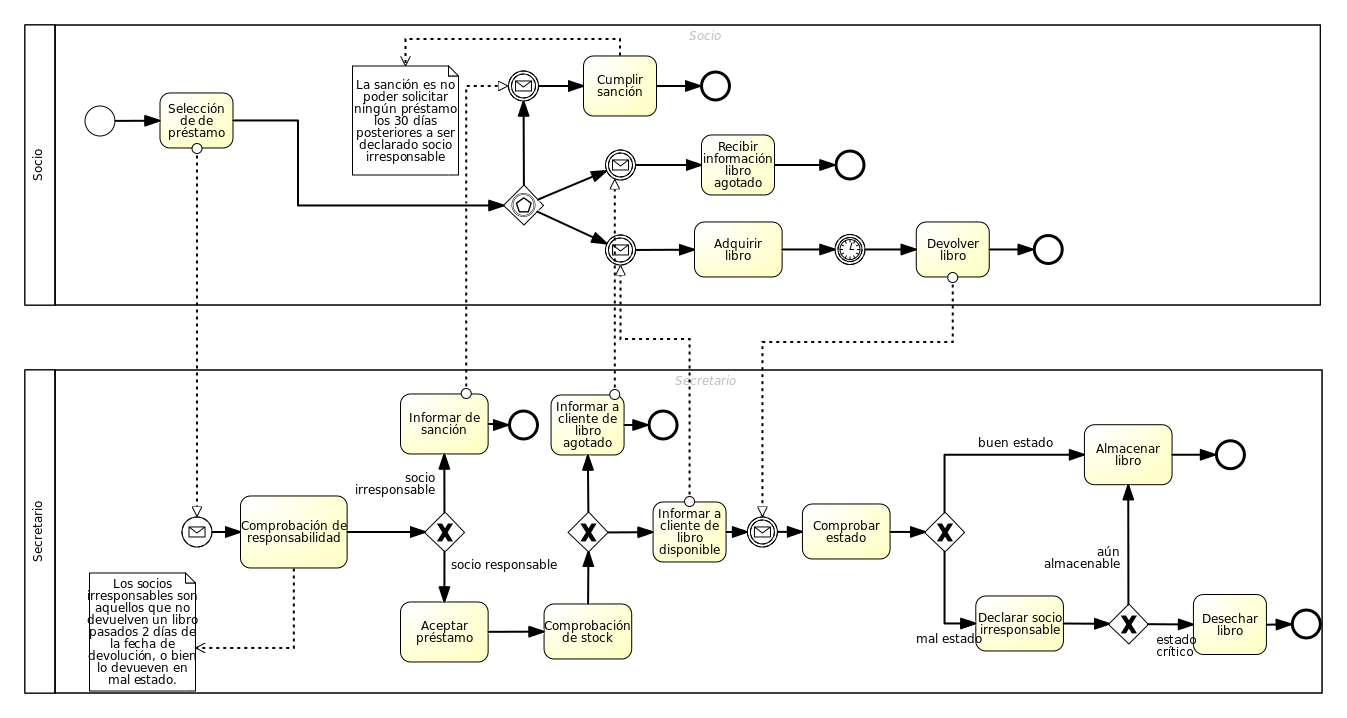 Socio
Socio
Selección
de de
préstamo
La sanción es no
poder solicitar
ningún préstamo
los 30 días
posteriores a ser
declarado socio
irresponsable
Cumplir
sanción
Recibir
información
libro
agotado
Adquirir
libro
Devolver
libro
Secretario
Secretario
Informar de
sanción
Informar a
cliente de
libro
agotado
socio
irresponsable
Comprobación de
responsabilidad
socio responsable
Informar a
cliente de
libro
disponible
Comprobar
estado
buen estado
Almacenar
libro
aún
almacenable
Los socios
irresponsables son
aquellos que no
devuelven un libro
pasados 2 días de
la fecha de
devolución, o bien
lo devueven en
mal estado.
Aceptar
préstamo
Comprobación
de stock
mal estado
Declarar socio
irresponsable
estado
crítico
Desechar
libro